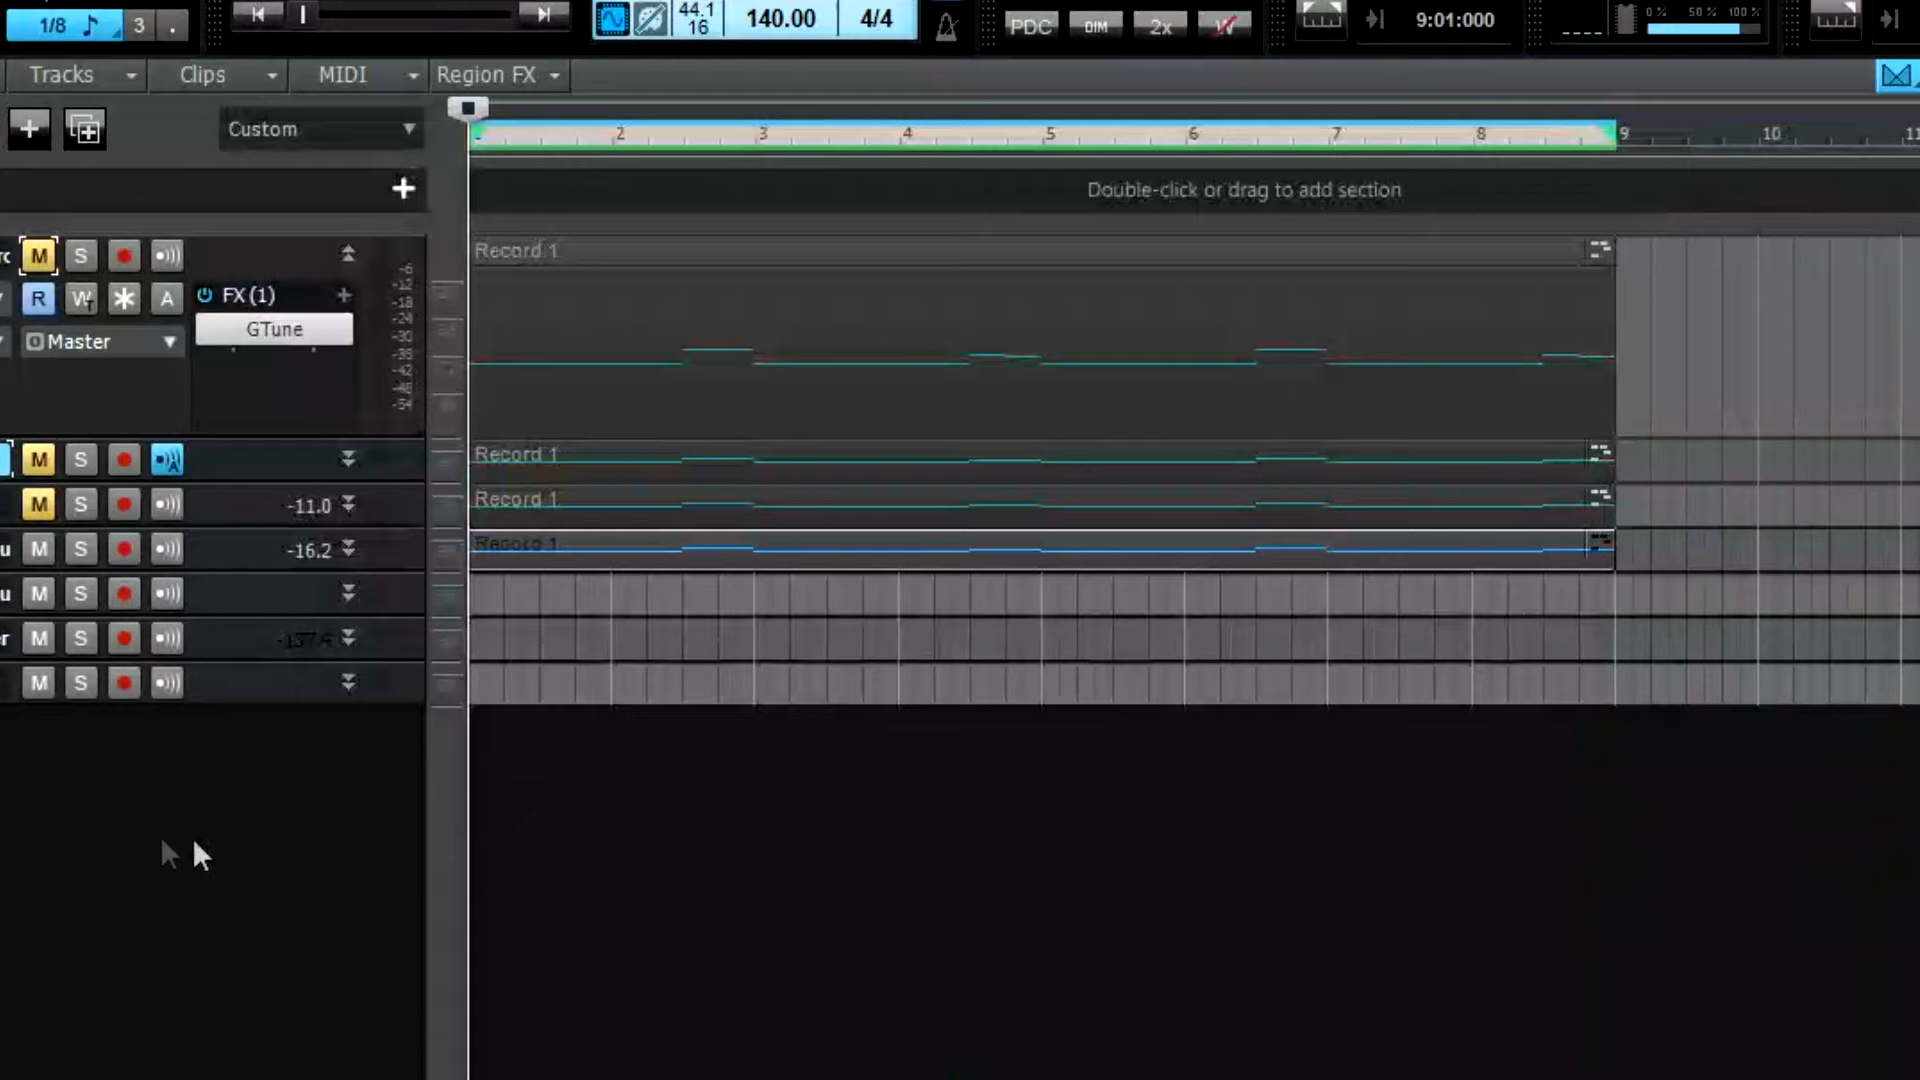 1/8 3 .
44.1
16
140.00 4/4
PDC DIM 2x
9:01:000
0 % 50 % 100 %
Tracks Clips MIDI Region FX
Custom
2 3 4 5 6 7 8 9 10 11
Double-click or drag to add section
M S
Record 1
R W A FX (1)
GTune
Master
-6
-12
-18
-24
-30
-36
-42
-48
-54
M S
Record 1
M S -11.0
Record 1
u M S -16.2
Record 1
u M S
r M S -137.4
M S